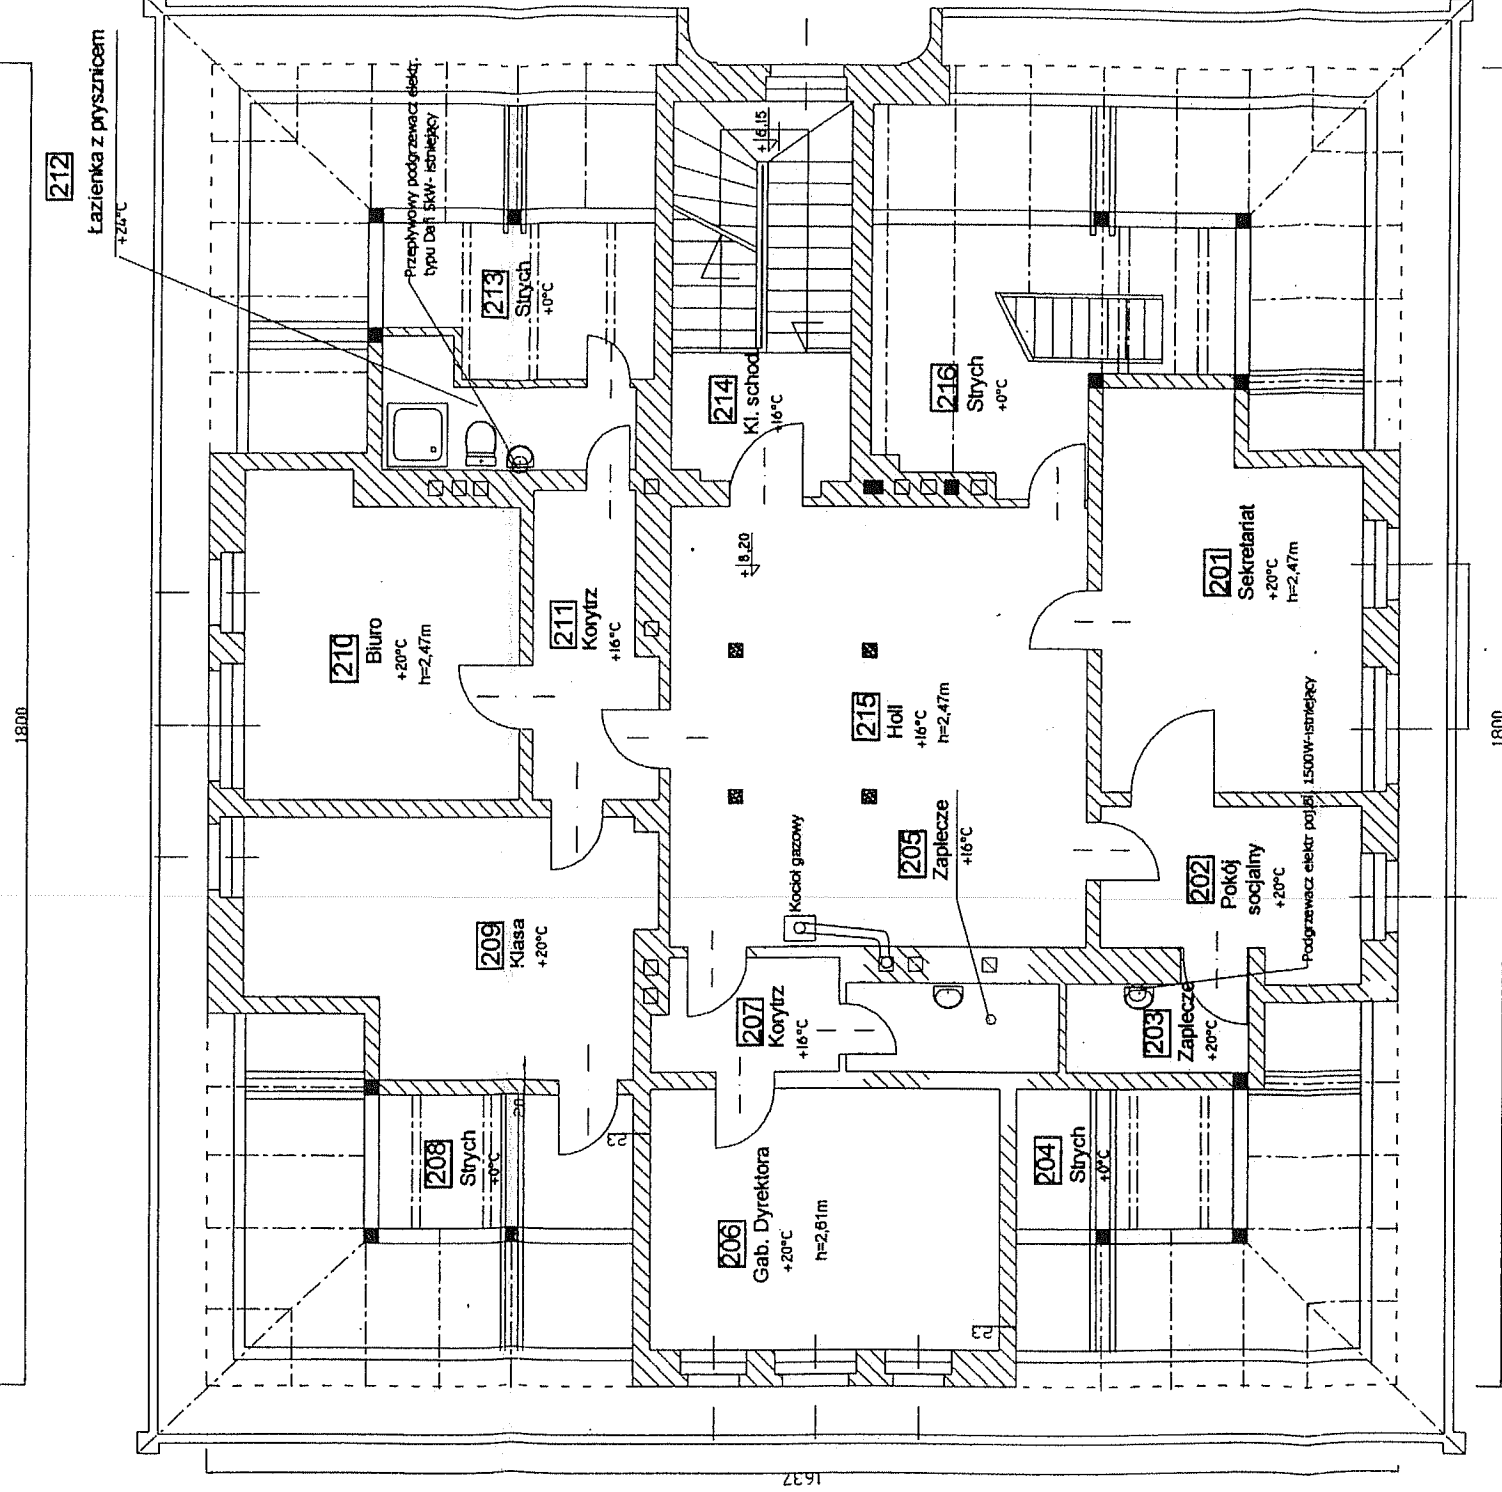 212
Łazienka z prysznicem
+24°C
Przepływowy podgrzewacz elektr.
typu Dafi 5kW- istniejący
213
Strych
+0°C
+6,15
214
Kl. schod
+16°C
216
Strych
+0°C
210
Biuro
+20°C
h=2,47m
211
Korytrz
+16°C
+8,20
201
Sekretariat
+20°C
h=2,47m
215
Holl
+16°C
h=2,47m
1800
1800
209
Klasa
+20°C
Kocioł gazowy
205
Zaplecze
+16°C
202
Pokój
socjalny
+20°C
Podgrzewacz elektr pojsj. 1500W-istniejący
207
Korytrz
+16°C
203
Zaplecze
+20°C
208
Strych
+0°C
23
206
Gab. Dyrektora
+20°C
h=2,61m
204
Strych
+0°C
23
1637